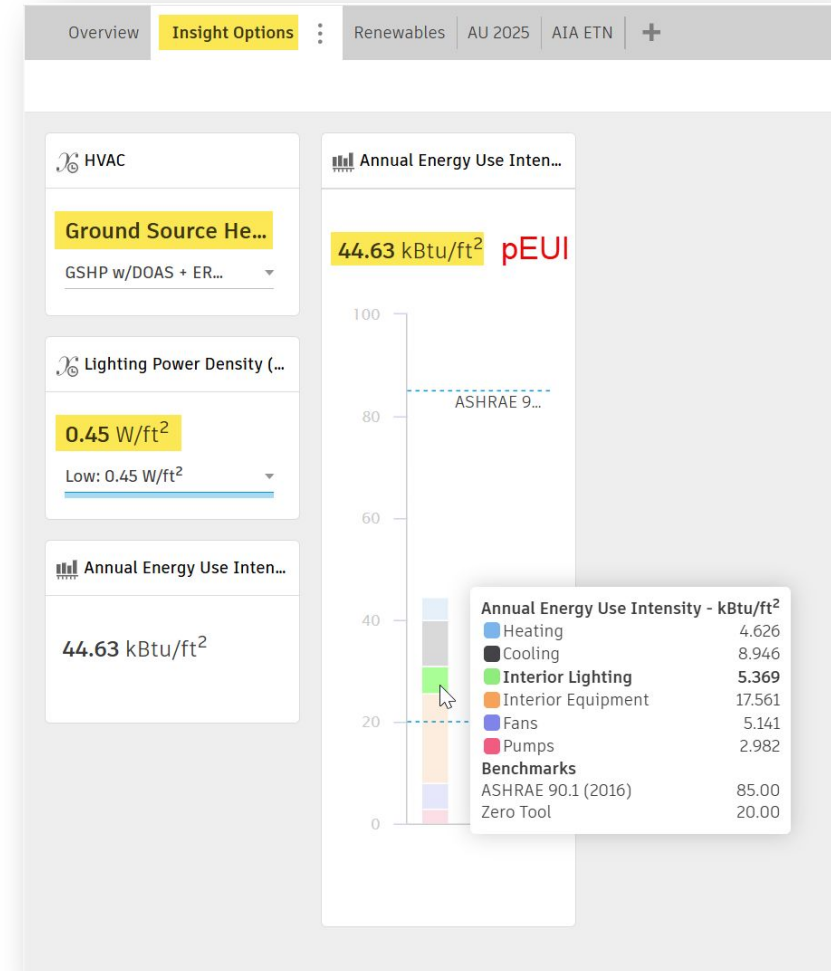 Overview Insight Options Renewables AU 2025 AIA ETN +
HVAC
Ground Source He...
GSHP w/DOAS + ER...
Lighting Power Density (...
0.45 W/ft²
Low: 0.45 W/ft²
Annual Energy Use Inten...
44.63 kBtu/ft²
Annual Energy Use Inten...
44.63 kBtu/ft² pEUI
100
ASHRAE 9...
80
60
40
20
0
Annual Energy Use Intensity - kBtu/ft²
Heating 4.626
Cooling 8.946
Interior Lighting 5.369
Interior Equipment 17.561
Fans 5.141
Pumps 2.982
Benchmarks
ASHRAE 90.1 (2016) 85.00
Zero Tool 20.00